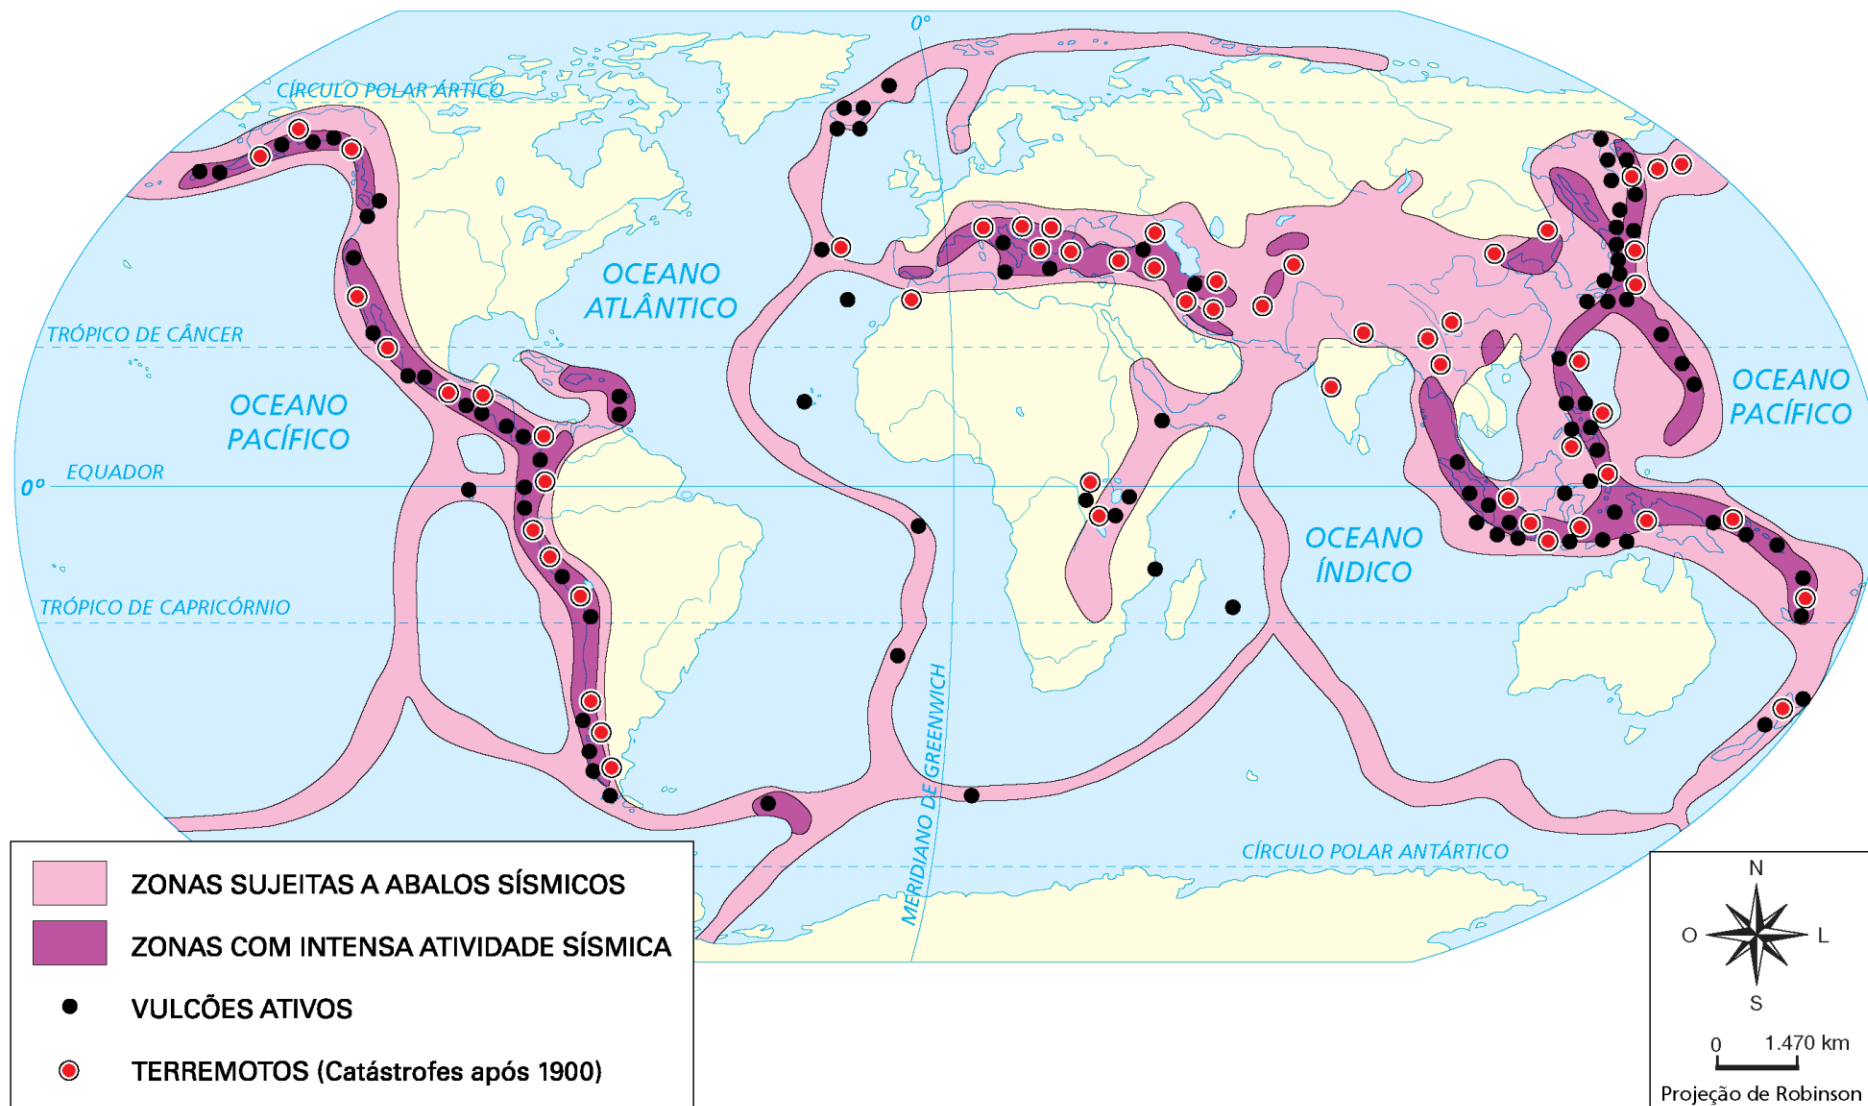 0°
CÍRCULO POLAR ÁRTICO
OCEANO
ATLÂNTICO
TRÓPICO DE CÂNCER
OCEANO
PACÍFICO
OCEANO
PACÍFICO
EQUADOR
0°
OCEANO
ÍNDICO
TRÓPICO DE CAPRICÓRNIO
MERIDIANO DE GREENWICH
CÍRCULO POLAR ANTÁRTICO
ZONAS SUJEITAS A ABALOS SÍSMICOS
ZONAS COM INTENSA ATIVIDADE SÍSMICA
VULCÕES ATIVOS
TERREMOTOS (Catástrofes após 1900)
N
O L
S
0 1.470 km
Projeção de Robinson